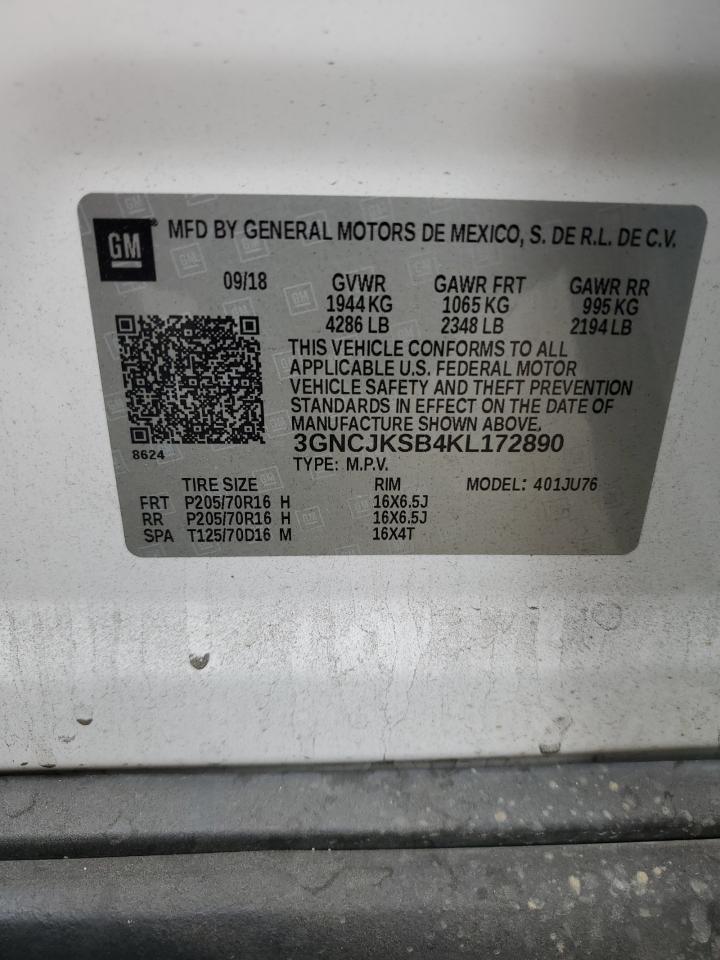 GM® MFD BY GENERAL MOTORS DE MEXICO, S. DE R.L. DE C.V.
09/18 GVWR GAWR FRT GAWR RR
1944 KG 1065 KG 995 KG
4286 LB 2348 LB 2194 LB
THIS VEHICLE CONFORMS TO ALL
APPLICABLE U.S. FEDERAL MOTOR
VEHICLE SAFETY AND THEFT PREVENTION
STANDARDS IN EFFECT ON THE DATE OF
MANUFACTURE SHOWN ABOVE.
3GNCJKSB4KL172890
8624
TYPE: M.P.V.
TIRE SIZE RIM MODEL: 401JU76
FRT P205/70R16 H 16X6.5J
RR P205/70R16 H 16X6.5J
SPA T125/70D16 M 16X4T